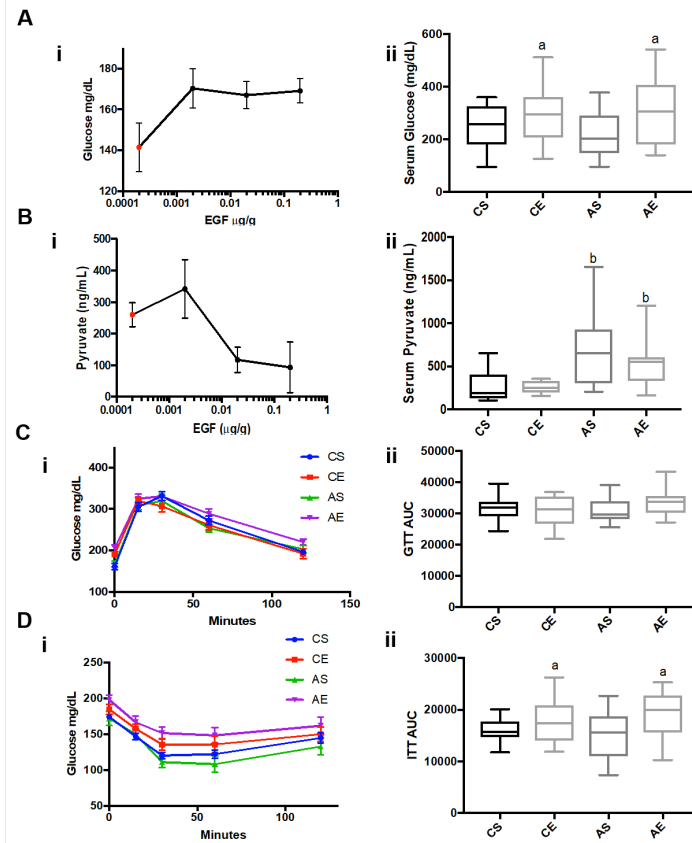 A
i
ii
Glucose mg/dL
180
160
140
120
0.0001
0.001
0.01
0.1
1
EGF µg/g
Serum Glucose (mg/dL)
600
400
200
0
a
a
CS
CE
AS
AE
B
i
ii
Pyruvate (ng/mL)
500
400
300
200
100
0
0.0001
0.001
0.01
0.1
1
EGF (µg/g)
Serum Pyruvate (ng/mL)
2000
1500
1000
500
0
b
b
CS
CE
AS
AE
C
i
ii
Glucose mg/dL
400
300
200
100
0
50
100
150
Minutes
CS
CE
AS
AE
GTT AUC
50000
40000
30000
20000
10000
0
CS
CE
AS
AE
D
i
ii
Glucose mg/dL
250
200
150
100
50
0
50
100
Minutes
CS
CE
AS
AE
ITT AUC
30000
20000
10000
0
a
a
CS
CE
AS
AE